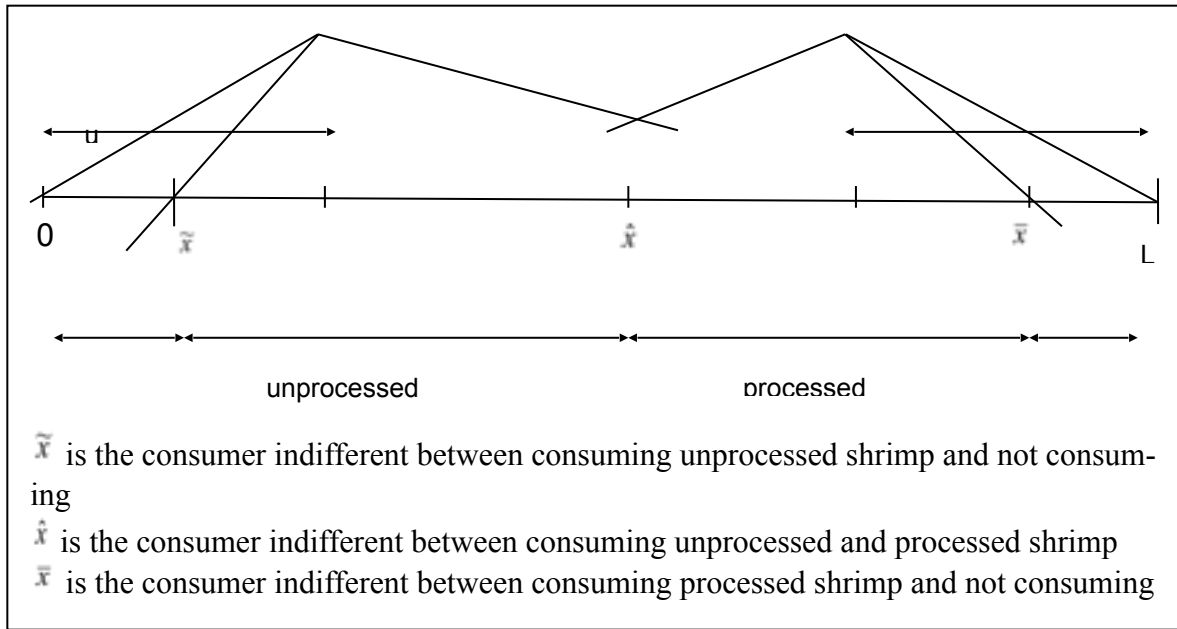 u
0
x̃
x̂
x̄
L
unprocessed processed
x̃ is the consumer indifferent between consuming unprocessed shrimp and not consum-
ing
x̂ is the consumer indifferent between consuming unprocessed and processed shrimp
x̄ is the consumer indifferent between consuming processed shrimp and not consuming